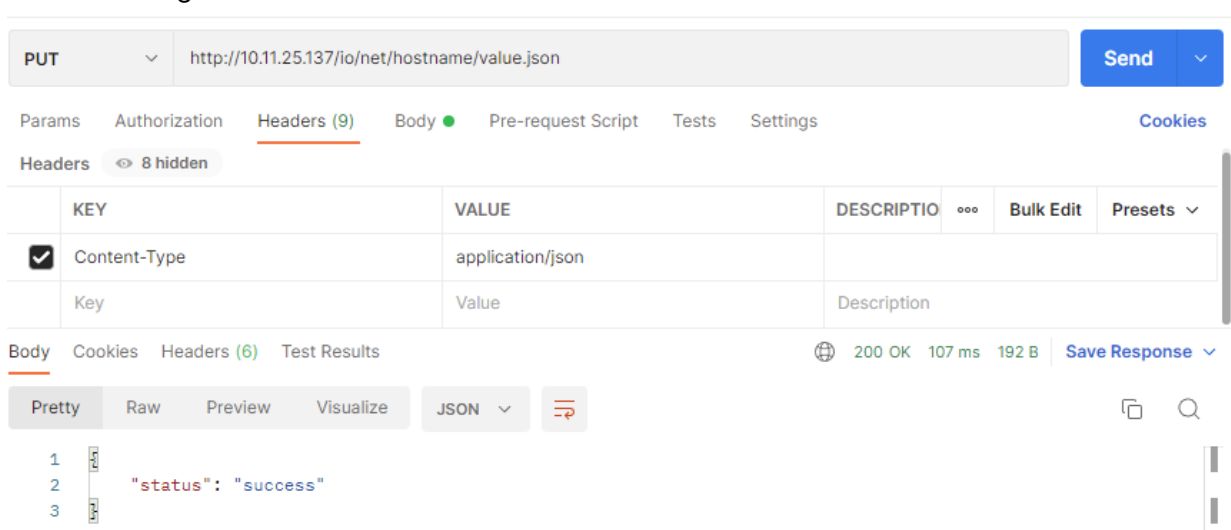 PUT http://10.11.25.137/io/net/hostname/value.json Send
Params Authorization Headers (9) Body Pre-request Script Tests Settings Cookies
Headers 8 hidden
KEY VALUE DESCRIPTIO ooo Bulk Edit Presets
Content-Type application/json
Key Value Description
Body Cookies Headers (6) Test Results 200 OK 107 ms 192 B Save Response
Pretty Raw Preview Visualize JSON
1 {
2 "status": "success"
3 }